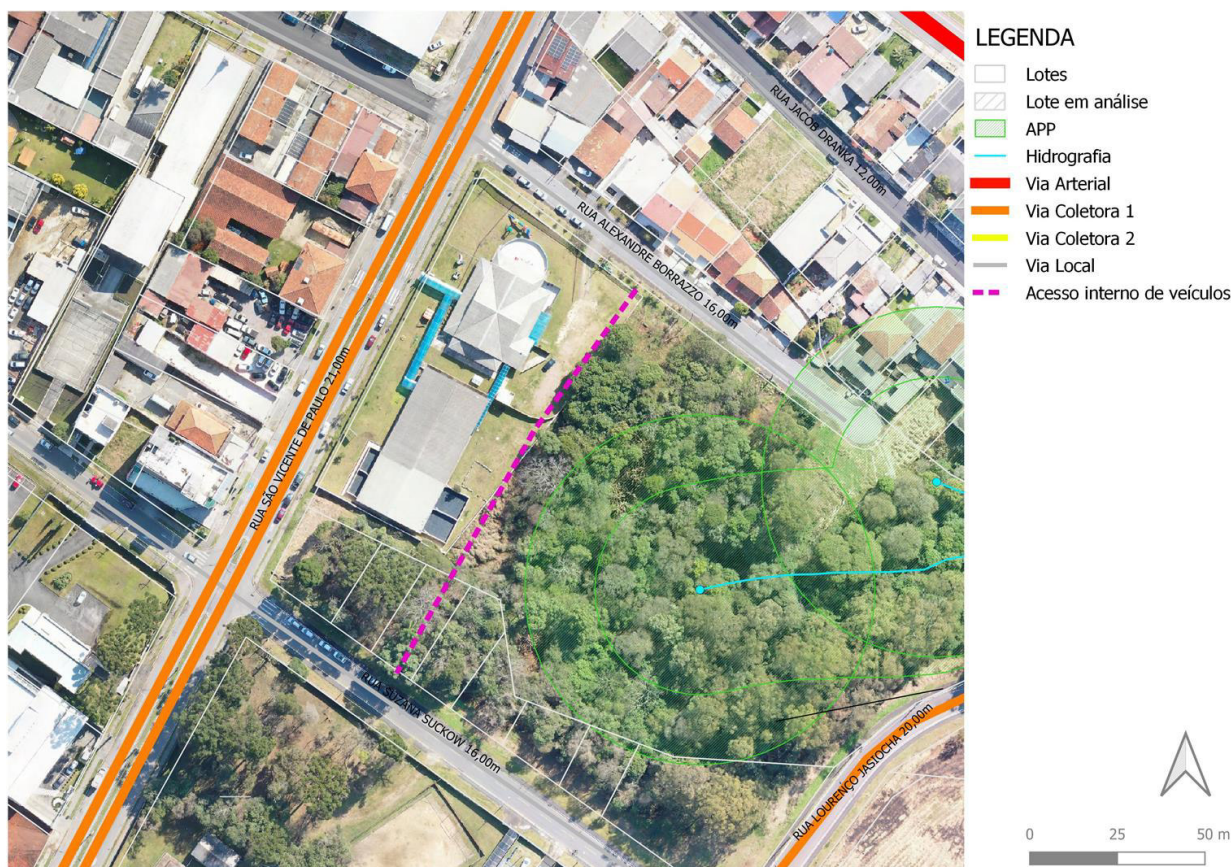 RUA JACOB DRANKA 12,00m
RUA ALEXANDRE BORRAZZO 16,00m
RUA SÃO VICENTE DE PAULO 21,00m
RUA SUZANA SUCKOW 16,00m
RUA LOURENÇO JASIOCHA 20,00m
LEGENDA
Lotes
Lote em análise
APP
Hidrografia
Via Arterial
Via Coletora 1
Via Coletora 2
Via Local
Acesso interno de veículos
0 25 50 m